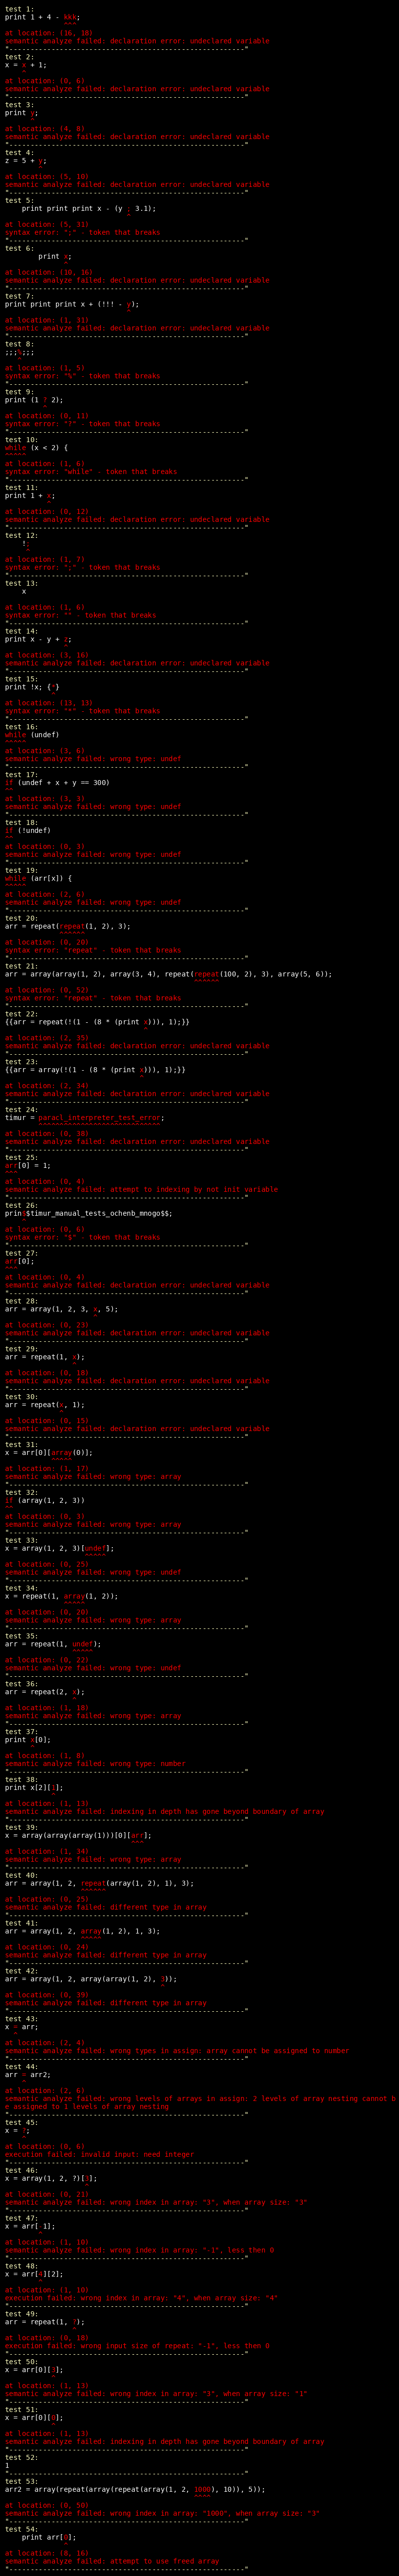 test 1:
print 1 + 4 - kkk;
^^^
at location: (36, 18)
semantic analyze failed: declaration error: undeclared variable
"--------------------------------------------------------"
test 2:
x = x + 1;
^
at location: (0, 6)
semantic analyze failed: declaration error: undeclared variable
"--------------------------------------------------------"
test 3:
print y;
^
at location: (4, 8)
semantic analyze failed: declaration error: undeclared variable
"--------------------------------------------------------"
test 4:
z = 5 + y;
^
at location: (5, 10)
semantic analyze failed: declaration error: undeclared variable
"--------------------------------------------------------"
test 5:
print print print x - (y ; 3.1);
^
at location: (5, 31)
syntax error: ";" - token that breaks
"--------------------------------------------------------"
test 6:
print x;
^
at location: (10, 16)
semantic analyze failed: declaration error: undeclared variable
"--------------------------------------------------------"
test 7:
print print print x + (!!! - y);
^
at location: (1, 31)
semantic analyze failed: declaration error: undeclared variable
"--------------------------------------------------------"
test 8:
;;;%;;;
^
at location: (1, 5)
syntax error: "%" - token that breaks
"--------------------------------------------------------"
test 9:
print (1 ? 2);
^
at location: (0, 11)
syntax error: "?" - token that breaks
"--------------------------------------------------------"
test 10:
while (x < 2) {
^^^^^
at location: (1, 6)
syntax error: "while" - token that breaks
"--------------------------------------------------------"
test 11:
print 1 + x;
^
at location: (0, 12)
semantic analyze failed: declaration error: undeclared variable
"--------------------------------------------------------"
test 12:
!;
^
at location: (1, 7)
syntax error: ";" - token that breaks
"--------------------------------------------------------"
test 13:
x
at location: (1, 6)
syntax error: "" - token that breaks
"--------------------------------------------------------"
test 14:
print x - y + z;
^
at location: (3, 16)
semantic analyze failed: declaration error: undeclared variable
"--------------------------------------------------------"
test 15:
print !x; {*}
^
at location: (13, 13)
syntax error: "*" - token that breaks
"--------------------------------------------------------"
test 16:
while (undef)
^^^^^
at location: (3, 6)
semantic analyze failed: wrong type: undef
"--------------------------------------------------------"
test 17:
if (undef + x + y == 300)
^^
at location: (3, 3)
semantic analyze failed: wrong type: undef
"--------------------------------------------------------"
test 18:
if (!undef)
^^
at location: (0, 3)
semantic analyze failed: wrong type: undef
"--------------------------------------------------------"
test 19:
while (arr[x]) {
^^^^^
at location: (2, 6)
semantic analyze failed: wrong type: undef
"--------------------------------------------------------"
test 20:
arr = repeat(repeat(1, 2), 3);
^^^^^^
at location: (0, 20)
syntax error: "repeat" - token that breaks
"--------------------------------------------------------"
test 21:
arr = array(array(1, 2), array(3, 4), repeat(repeat(100, 2), 3), array(5, 6));
^^^^^^
at location: (0, 52)
syntax error: "repeat" - token that breaks
"--------------------------------------------------------"
test 22:
{{arr = repeat(!(1 - (8 * (print x))), 1);}}
^
at location: (2, 35)
semantic analyze failed: declaration error: undeclared variable
"--------------------------------------------------------"
test 23:
{{arr = array(!(1 - (8 * (print x))), 1);}}
^
at location: (2, 34)
semantic analyze failed: declaration error: undeclared variable
"--------------------------------------------------------"
test 24:
timur = paracl_interpreter_test_error;
^^^^^^^^^^^^^^^^^^^^^^^^^^^^^
at location: (0, 38)
semantic analyze failed: declaration error: undeclared variable
"--------------------------------------------------------"
test 25:
arr[0] = 1;
^^^
at location: (0, 4)
semantic analyze failed: attempt to indexing by not init variable
"--------------------------------------------------------"
test 26:
prin$$timur_manual_tests_ochenb_mnogo$$;
^
at location: (0, 6)
syntax error: "$" - token that breaks
"--------------------------------------------------------"
test 27:
arr[0];
^^^
at location: (0, 4)
semantic analyze failed: declaration error: undeclared variable
"--------------------------------------------------------"
test 28:
arr = array(1, 2, 3, x, 5);
^
at location: (0, 23)
semantic analyze failed: declaration error: undeclared variable
"--------------------------------------------------------"
test 29:
arr = repeat(1, x);
^
at location: (0, 18)
semantic analyze failed: declaration error: undeclared variable
"--------------------------------------------------------"
test 30:
arr = repeat(x, 1);
^
at location: (0, 15)
semantic analyze failed: declaration error: undeclared variable
"--------------------------------------------------------"
test 31:
x = arr[0][array(0)];
^^^^^
at location: (1, 17)
semantic analyze failed: wrong type: array
"--------------------------------------------------------"
test 32:
if (array(1, 2, 3))
^^
at location: (0, 3)
semantic analyze failed: wrong type: array
"--------------------------------------------------------"
test 33:
x = array(1, 2, 3)[undef];
^^^^^
at location: (0, 25)
semantic analyze failed: wrong type: undef
"--------------------------------------------------------"
test 34:
x = repeat(1, array(1, 2));
^^^^^
at location: (0, 20)
semantic analyze failed: wrong type: array
"--------------------------------------------------------"
test 35:
arr = repeat(1, undef);
^^^^^
at location: (0, 22)
semantic analyze failed: wrong type: undef
"--------------------------------------------------------"
test 36:
arr = repeat(2, x);
^
at location: (1, 18)
semantic analyze failed: wrong type: array
"--------------------------------------------------------"
test 37:
print x[0];
^
at location: (1, 8)
semantic analyze failed: wrong type: number
"--------------------------------------------------------"
test 38:
print x[2][1];
^
at location: (1, 13)
semantic analyze failed: indexing in depth has gone beyond boundary of array
"--------------------------------------------------------"
test 39:
x = array(array(array(1)))[0][arr];
^^^
at location: (1, 34)
semantic analyze failed: wrong type: array
"--------------------------------------------------------"
test 40:
arr = array(1, 2, repeat(array(1, 2), 1), 3);
^^^^^^
at location: (0, 25)
semantic analyze failed: different type in array
"--------------------------------------------------------"
test 41:
arr = array(1, 2, array(1, 2), 1, 3);
^^^^^
at location: (0, 24)
semantic analyze failed: different type in array
"--------------------------------------------------------"
test 42:
arr = array(1, 2, array(array(1, 2), 3));
^
at location: (0, 39)
semantic analyze failed: different type in array
"--------------------------------------------------------"
test 43:
x = arr;
^
at location: (2, 4)
semantic analyze failed: wrong types in assign: array cannot be assigned to number
"--------------------------------------------------------"
test 44:
arr = arr2;
^
at location: (2, 6)
semantic analyze failed: wrong levels of arrays in assign: 2 levels of array nesting cannot b
e assigned to 1 levels of array nesting
"--------------------------------------------------------"
test 45:
x = ?;
^
at location: (0, 6)
execution failed: invalid input: need integer
"--------------------------------------------------------"
test 46:
x = array(1, 2, ?)[3];
^
at location: (0, 21)
semantic analyze failed: wrong index in array: "3", when array size: "3"
"--------------------------------------------------------"
test 47:
x = arr[-1];
^
at location: (1, 10)
semantic analyze failed: wrong index in array: "-1", less then 0
"--------------------------------------------------------"
test 48:
x = arr[4][2];
^
at location: (1, 10)
execution failed: wrong index in array: "4", when array size: "4"
"--------------------------------------------------------"
test 49:
arr = repeat(1, ?);
^
at location: (0, 18)
execution failed: wrong input size of repeat: "-1", less then 0
"--------------------------------------------------------"
test 50:
x = arr[0][3];
^
at location: (1, 13)
semantic analyze failed: wrong index in array: "3", when array size: "1"
"--------------------------------------------------------"
test 51:
x = arr[0][0];
^
at location: (1, 13)
semantic analyze failed: indexing in depth has gone beyond boundary of array
"--------------------------------------------------------"
test 52:
1
"--------------------------------------------------------"
test 53:
arr2 = array(repeat(array(repeat(array(1, 2, 1000), 10)), 5));
^^^^
at location: (0, 50)
semantic analyze failed: wrong index in array: "1000", when array size: "3"
"--------------------------------------------------------"
test 54:
print arr[0];
^
at location: (8, 16)
semantic analyze failed: attempt to use freed array
"--------------------------------------------------------"